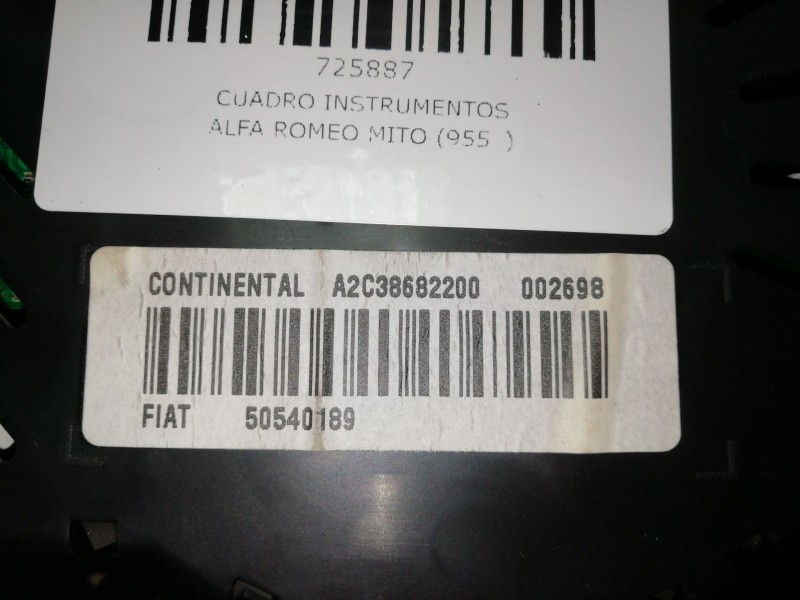 725887
CUADRO INSTRUMENTOS
ALFA ROMEO MITO (955 )
CONTINENTAL A2C38682200 002698
FIAT 50540189